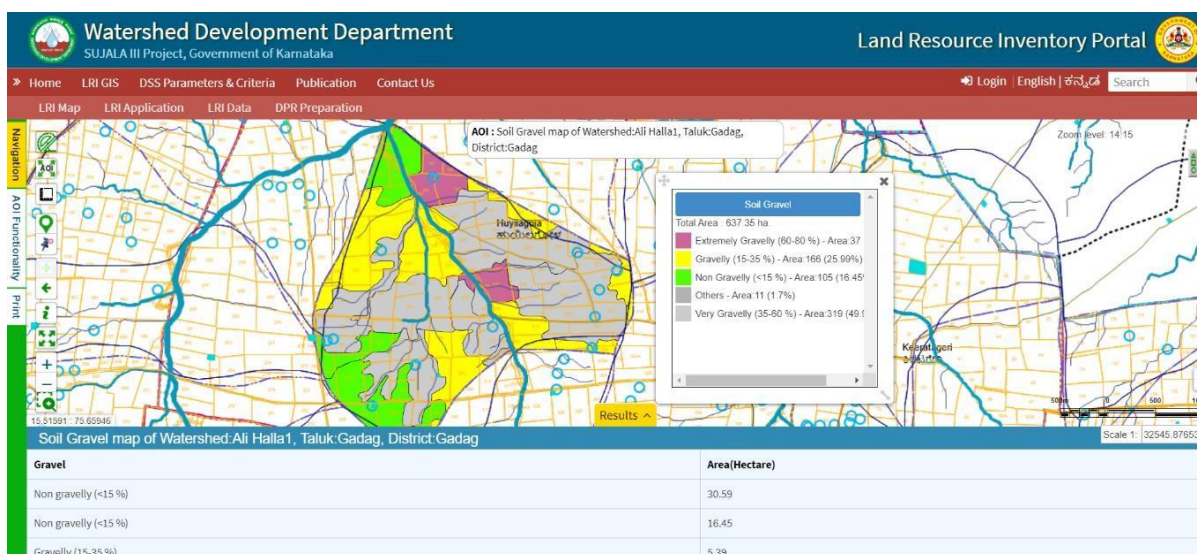 Watershed Development Department
SUJALA III Project, Government of Karnataka
Land Resource Inventory Portal
» Home LRI GIS DSS Parameters & Criteria Publication Contact Us
Login | English | ಕನ್ನಡ Search
LRI Map LRI Application LRI Data DPR Preparation
Navigation
AOI Functionality
Print
AOI
AOI : Soil Gravel map of Watershed:Ali Halla1, Taluk:Gadag,
District:Gadag
Zoom level: 14 15
Soil Gravel
Total Area : 637.35 ha.
Extremely Gravelly (60-80 %) - Area:37
Gravelly (15-35 %) - Area:166 (25.99%)
Non Gravelly (<15 %) - Area:105 (16.45
Others - Area:11 (1.7%)
Very Gravelly (35-60 %) - Area:319 (49.9
Keeratageri
15.51591 : 75.65946
Results
500m 0 500
Scale 1: 32545.87653
Soil Gravel map of Watershed:Ali Halla1, Taluk:Gadag, District:Gadag
Gravel Area(Hectare)
Non gravelly (<15 %) 30.59
Non gravelly (<15 %) 16.45
Gravelly (15-35 %) 5.39